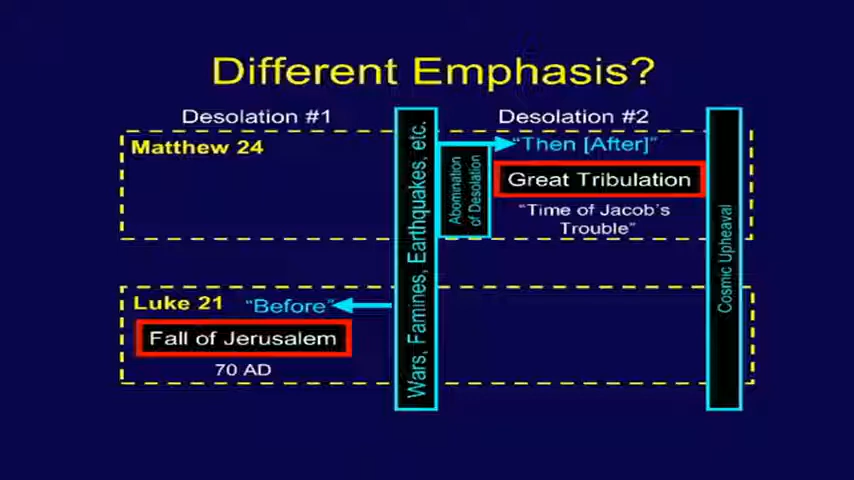 Different Emphasis?
Desolation #1
Desolation #2
Matthew 24
"Then [After]"
Great Tribulation
"Time of Jacob's
Trouble"
Abomination
of Desolation
Wars, Famines, Earthquakes, etc.
Cosmic Upheaval
Luke 21
"Before"
Fall of Jerusalem
70 AD